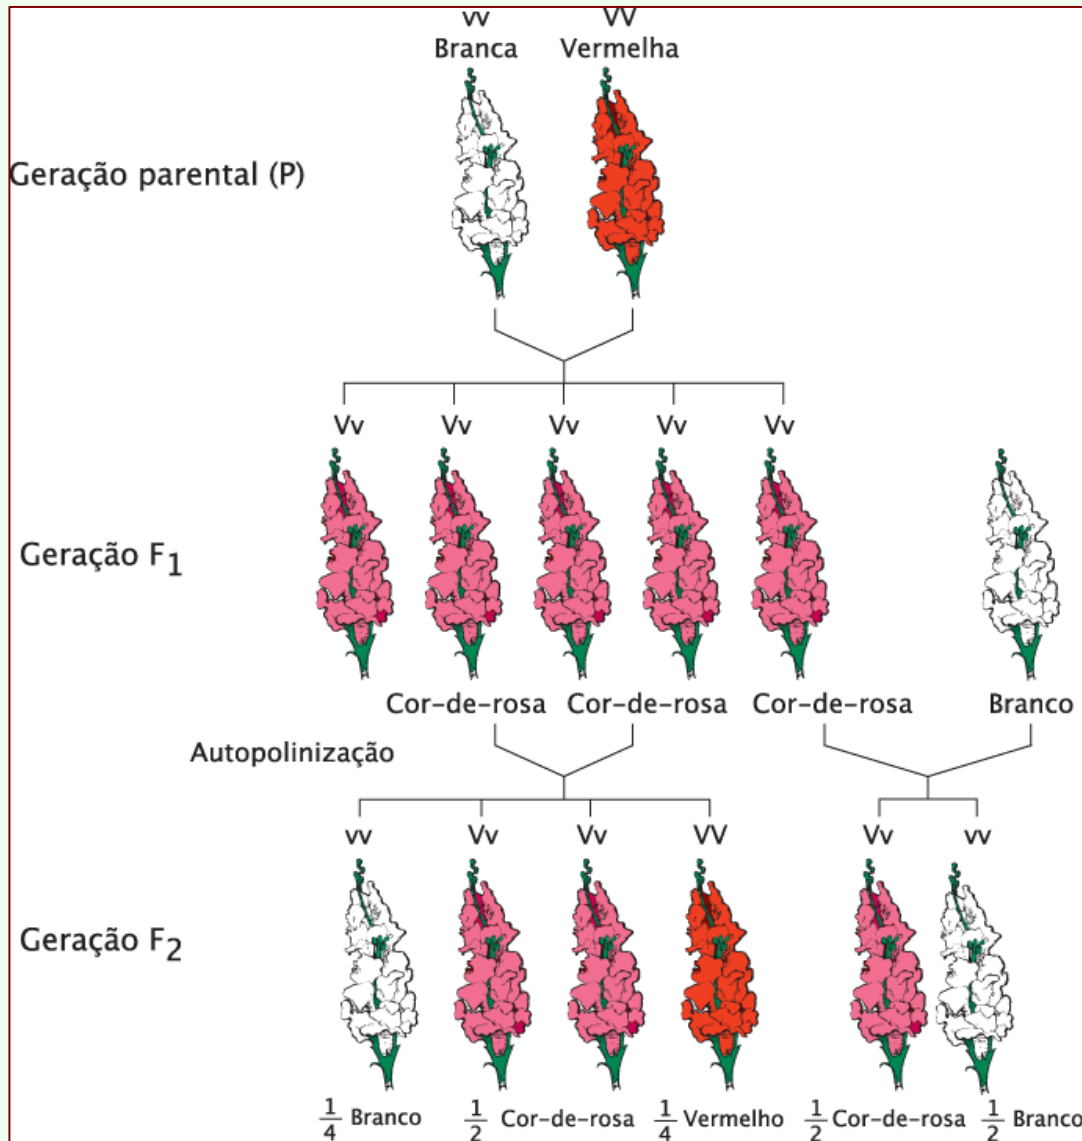 vv VV
Branca Vermelha
Geração parental (P)
Vv Vv Vv Vv Vv
Geração F1
Cor-de-rosa Cor-de-rosa Cor-de-rosa Branco
Autopolinização
vv Vv Vv VV Vv vv
Geração F2
1/4 Branco 1/2 Cor-de-rosa 1/4 Vermelho 1/2 Cor-de-rosa 1/2 Branco